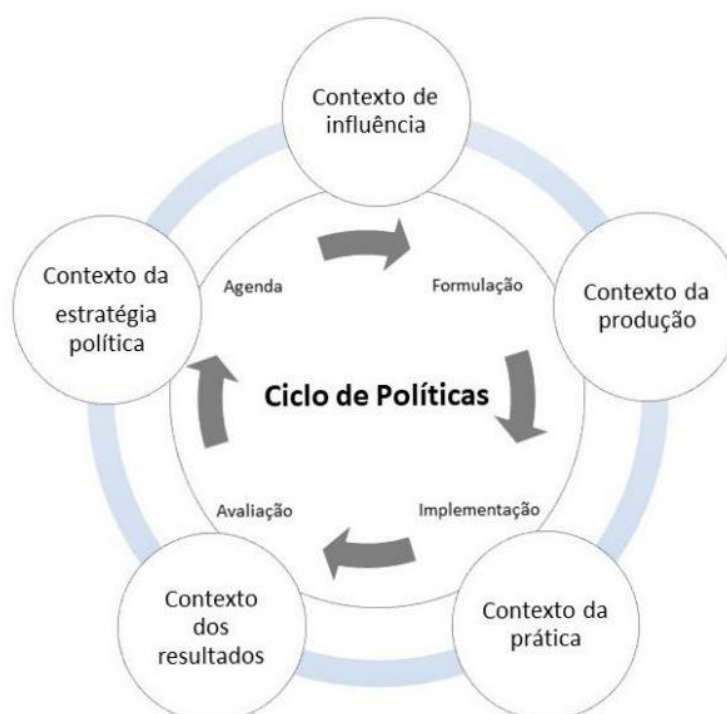 Contexto de
influência
Contexto da
estratégia
política
Agenda
Formulação
Contexto da
produção
Ciclo de Políticas
Avaliação
Implementação
Contexto
dos
resultados
Contexto da
prática